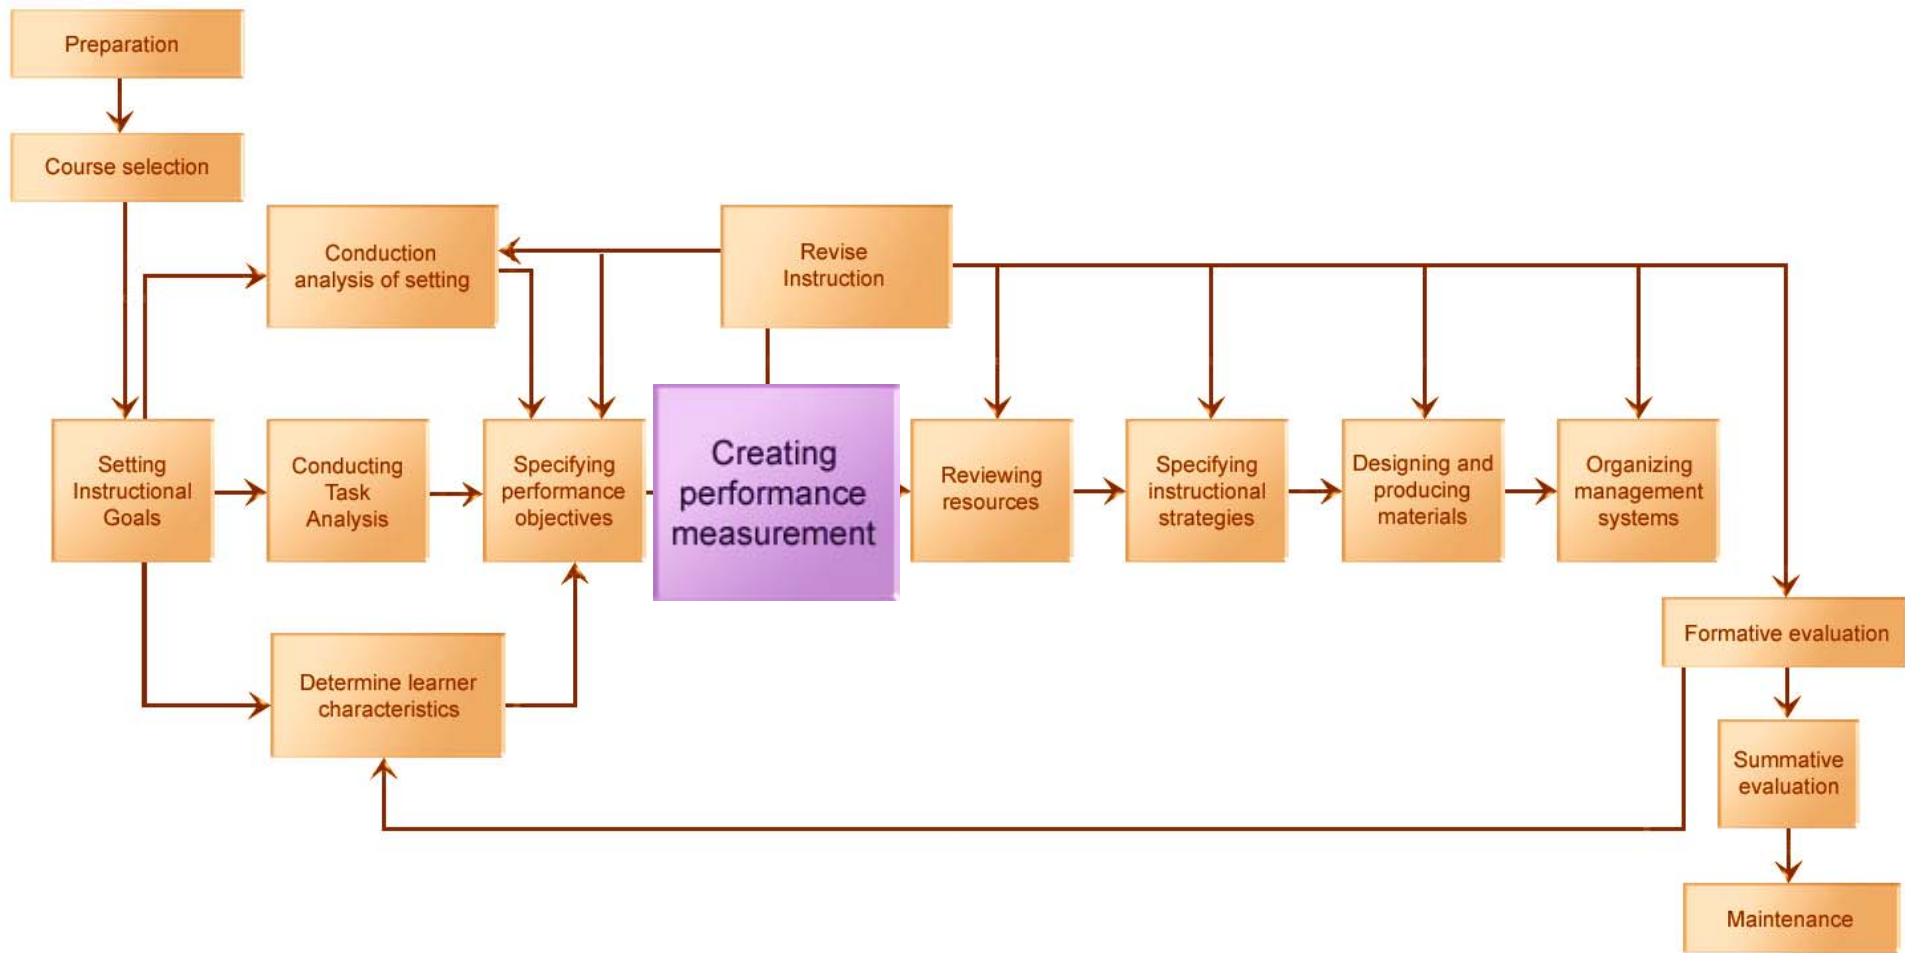 Preparation
Course selection
Conduction
analysis of setting
Revise
Instruction
Setting
Instructional
Goals
Conducting
Task
Analysis
Specifying
performance
objectives
Creating
performance
measurement
Reviewing
resources
Specifying
instructional
strategies
Designing and
producing
materials
Organizing
management
systems
Determine learner
characteristics
Formative evaluation
Summative
evaluation
Maintenance